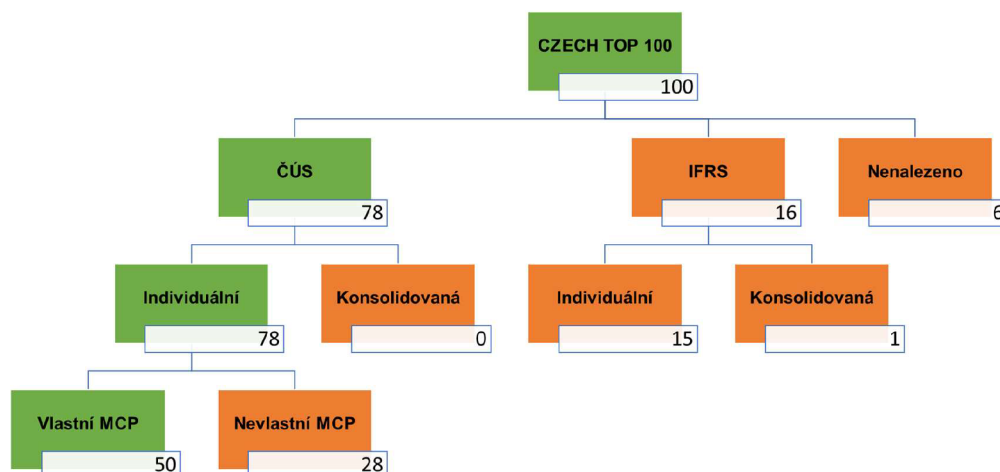 CZECH TOP 100
100
ČÚS
78
IFRS
16
Nenalezeno
6
Individuální
78
Konsolidovaná
0
Individuální
15
Konsolidovaná
1
Vlastní MCP
50
Nevlastní MCP
28